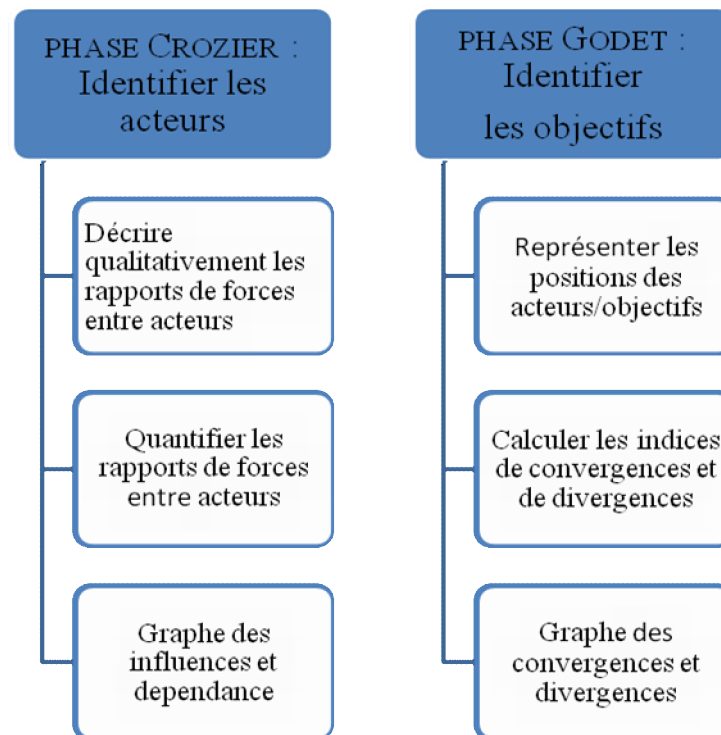 PHASE CROZIER :
Identifier les
acteurs
Décrire
qualitativement les
rapports de forces
entre acteurs
Quantifier les
rapports de forces
entre acteurs
Graphe des
influences et
dependance
PHASE GODET :
Identifier
les objectifs
Représenter les
positions des
acteurs/objectifs
Calculer les indices
de convergences et
de divergences
Graphe des
convergences et
divergences